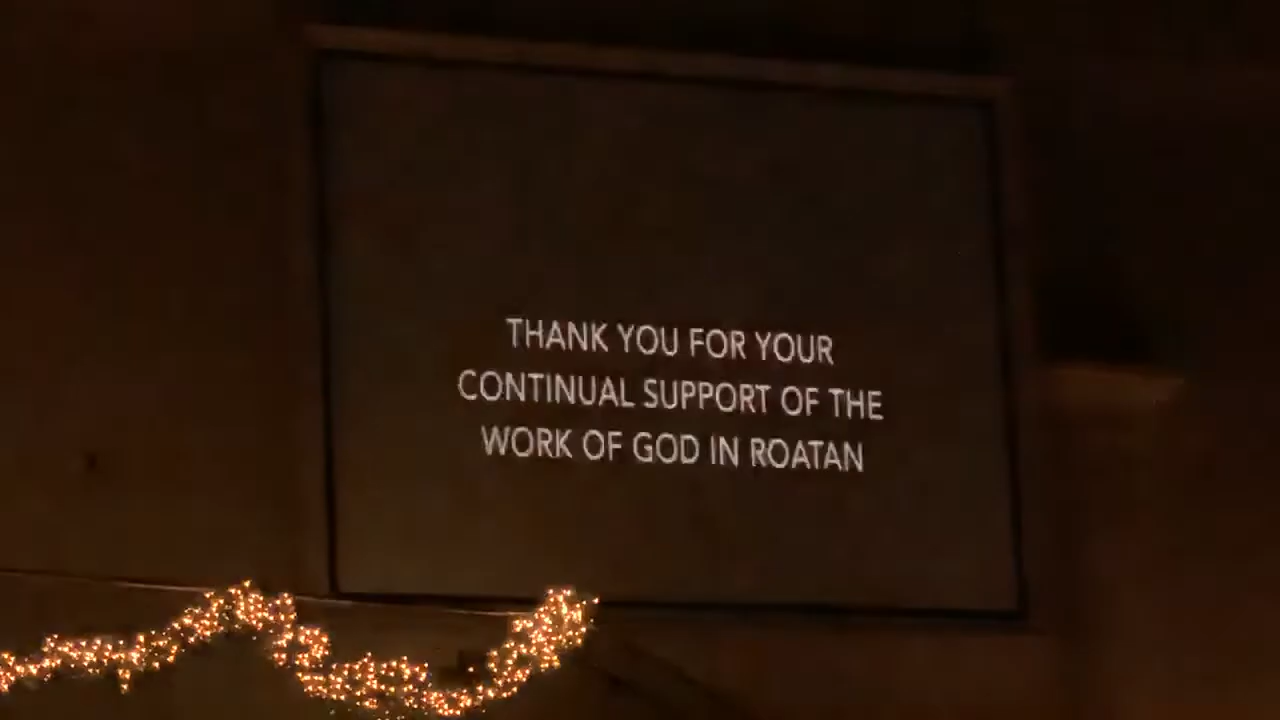 THANK YOU FOR YOUR
CONTINUAL SUPPORT OF THE
WORK OF GOD IN ROATAN